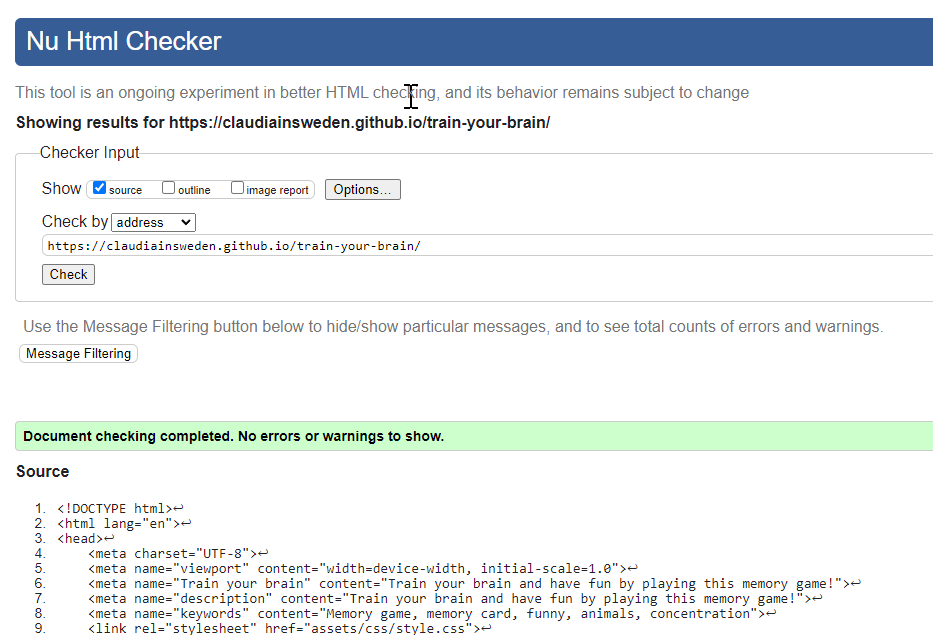 Nu Html Checker
This tool is an ongoing experiment in better HTML checking, and its behavior remains subject to change
Showing results for https://claudiainsweden.github.io/train-your-brain/
Checker Input
Show source outline image report Options...
Check by address
https://claudiainsweden.github.io/train-your-brain/
Check
Use the Message Filtering button below to hide/show particular messages, and to see total counts of errors and warnings.
Message Filtering
Document checking completed. No errors or warnings to show.
Source
1. <!DOCTYPE html>↩
2. <html lang="en">↩
3. <head>↩
4. <meta charset="UTF-8">↩
5. <meta name="viewport" content="width=device-width, initial-scale=1.0">↩
6. <meta name="Train your brain" content="Train your brain and have fun by playing this memory game!">↩
7. <meta name="description" content="Train your brain and have fun by playing this memory game!">↩
8. <meta name="keywords" content="Memory game, memory card, funny, animals, concentration">↩
9. <link rel="stylesheet" href="assets/css/style.css">↩